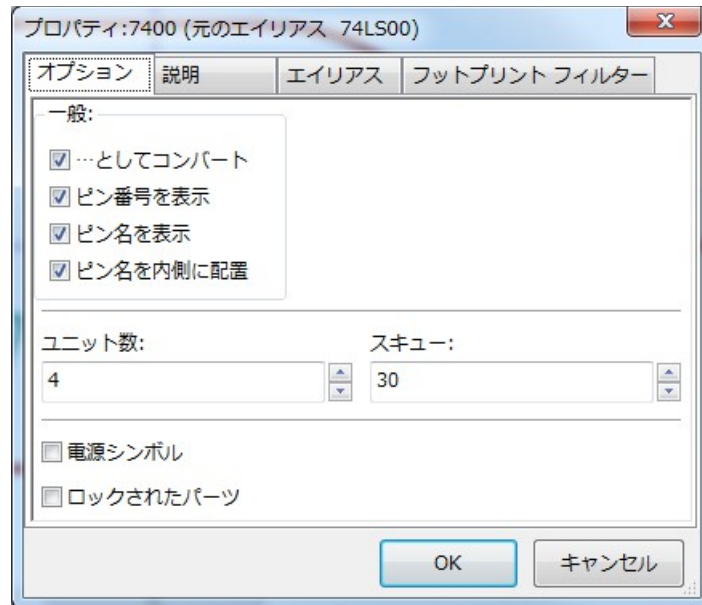 プロパティ:7400 (元のエイリアス 74LS00)
オプション 説明 エイリアス フットプリント フィルター
一般:
…としてコンバート
ピン番号を表示
ピン名を表示
ピン名を内側に配置
ユニット数: スキュー:
4 30
電源シンボル
ロックされたパーツ
OK キャンセル